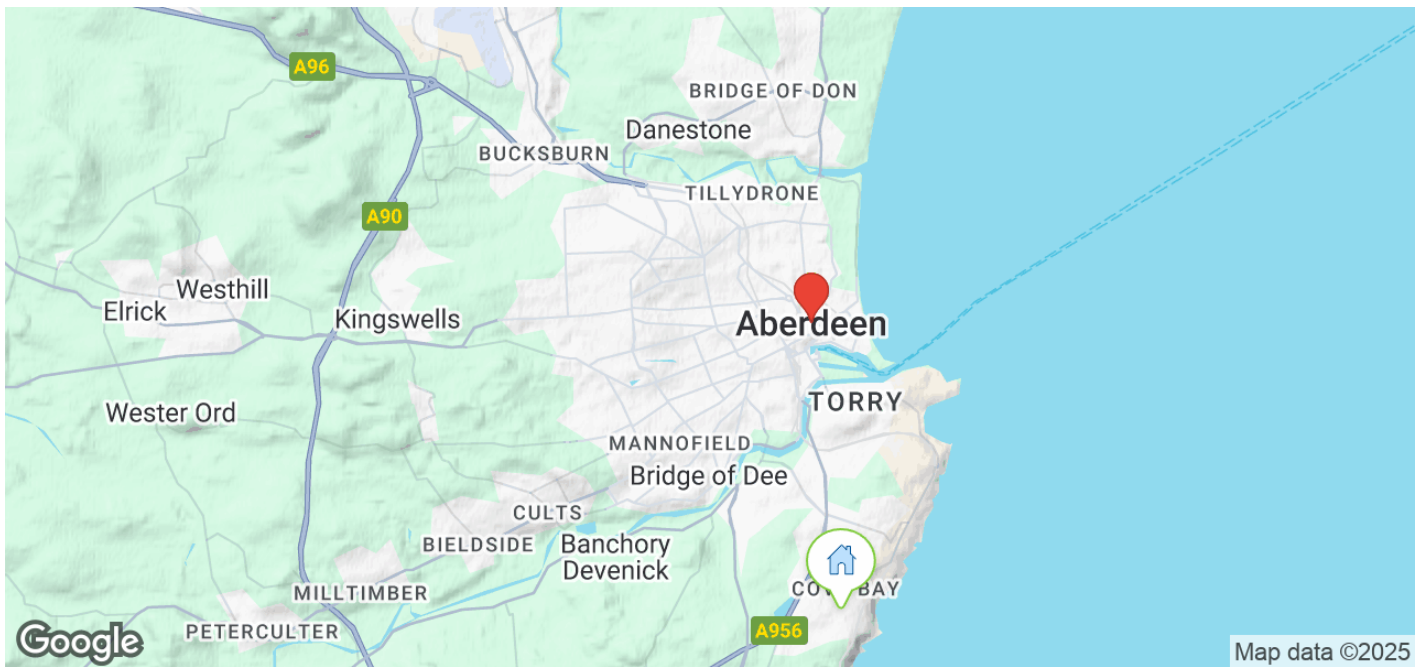 A96
BRIDGE OF DON
Danestone
BUCKSBURN
TILLYDRONE
A90
Westhill
Elrick
Kingswells
Aberdeen
TORRY
Wester Ord
MANNOFIELD
Bridge of Dee
CULTS
BIELDSIDE
Banchory
Devenick
MILLTIMBER
BAY
PETERCULTER
A956
Google
Map data ©2025